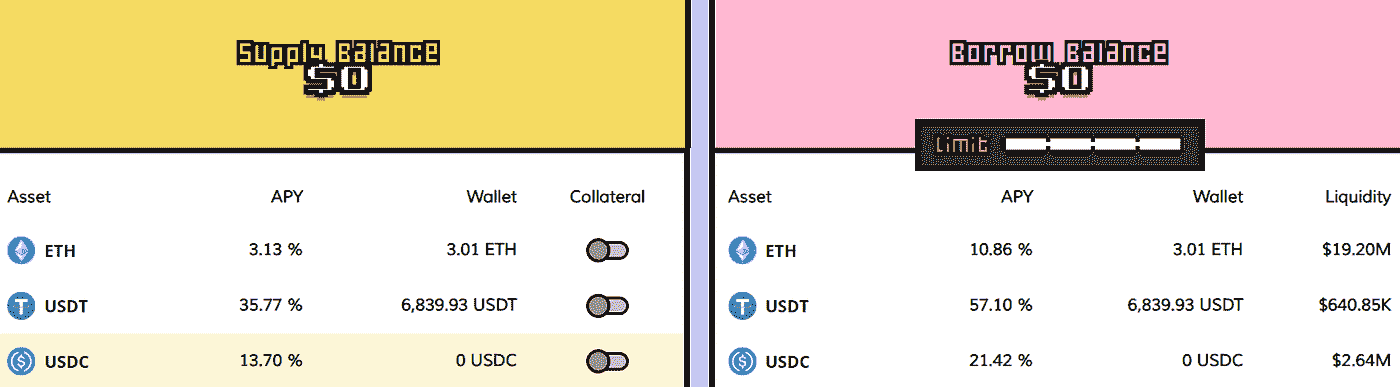 Supply Balance
$0
Asset APY Wallet Collateral
ETH 3.13 % 3.01 ETH
USDT 35.77 % 6,839.93 USDT
USDC 13.70 % 0 USDC
Borrow Balance
$0
Limit
Asset APY Wallet Liquidity
ETH 10.86 % 3.01 ETH $19.20M
USDT 57.10 % 6,839.93 USDT $640.85K
USDC 21.42 % 0 USDC $2.64M